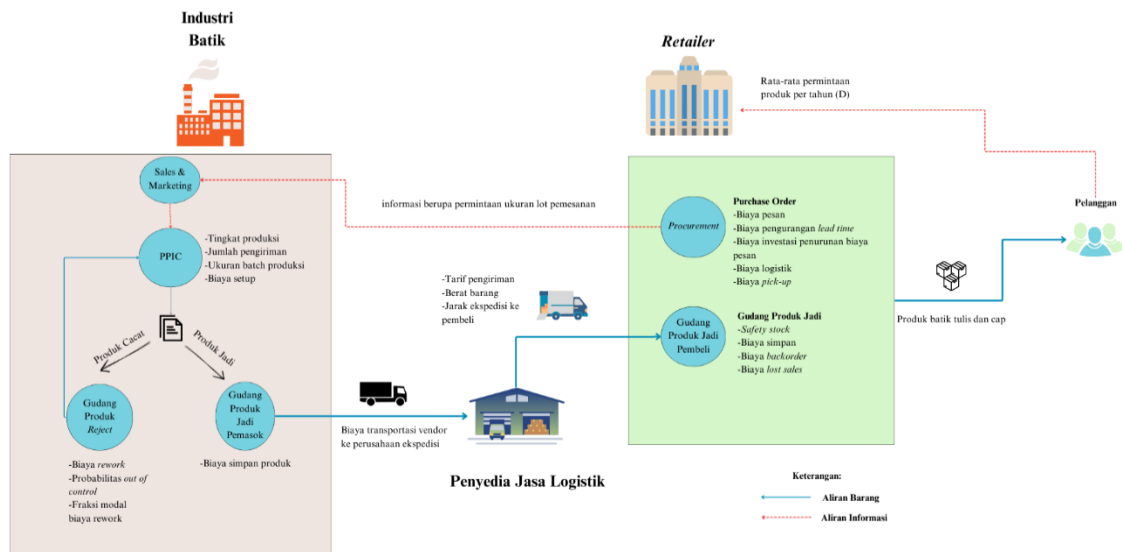 Industri
Batik
Retailer
Rata-rata permintaan
produk per tahun (D)
Sales &
Marketing
informasi berupa permintaan ukuran lot pemesanan
Procurement
Purchase Order
-Biaya pesan
-Biaya pengurangan lead time
-Biaya investasi penurunan biaya
pesan
-Biaya logistik
-Biaya pick-up
Pelanggan
PPIC
-Tingkat produksi
-Jumlah pengiriman
-Ukuran batch produksi
-Biaya setup
-Tarif pengiriman
-Berat barang
-Jarak ekspedisi ke
pembeli
Gudang
Produk Jadi
Pembeli
Gudang Produk Jadi
-Safety stock
-Biaya simpan
-Biaya backorder
-Biaya lost sales
Produk batik tulis dan cap
Produk Cacat
Produk Jadi
Gudang
Produk
Reject
Gudang
Produk
Jadi
Pemasok
Biaya transportasi vendor
ke perusahaan ekspedisi
-Biaya rework
-Probabilitas out of
control
-Fraksi modal
biaya rework
-Biaya simpan produk
Penyedia Jasa Logistik
Keterangan:
Aliran Barang
Aliran Informasi